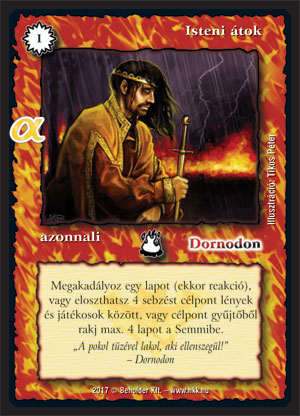 1
Isteni átok
α
Illusztráció: Tikos Péter
azonnali
Dornodon
Megakadályoz egy lapot (ekkor reakció),
vagy eloszthatsz 4 sebzést célpont lények
és játékosok között, vagy célpont gyűjtőből
rakj max. 4 lapot a Semmibe.
„A pokol tüzével lakol, aki ellenszegül!”
– Dornodon
2017 © Beholder Kft. – www.hkk.hu